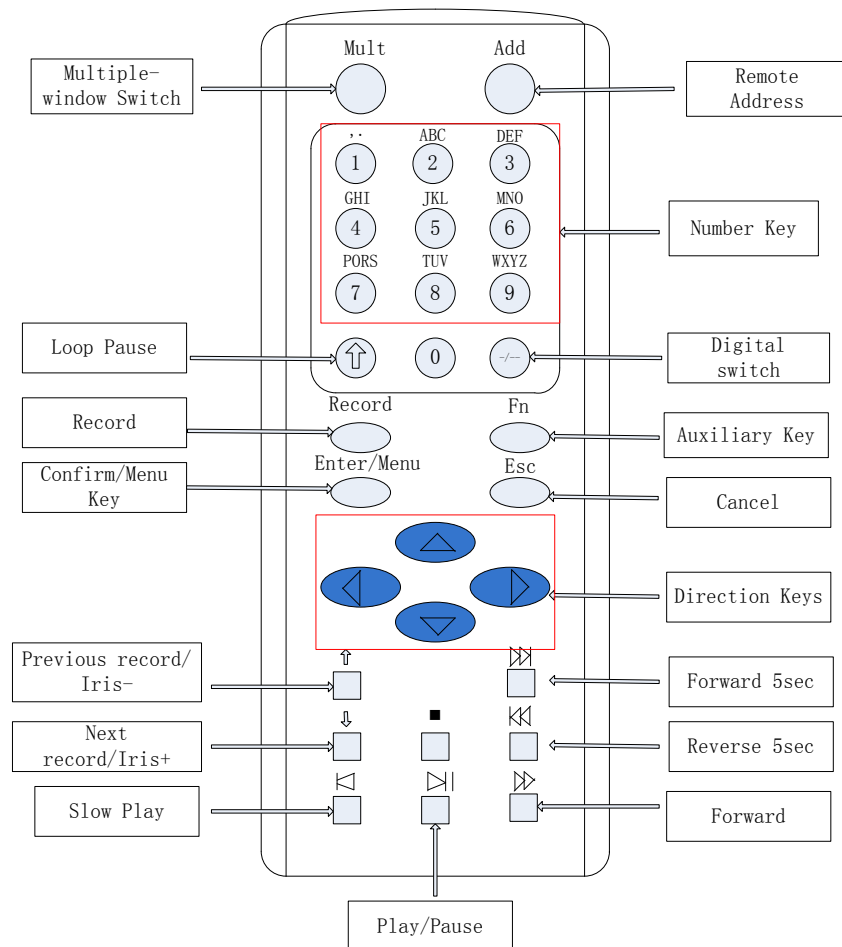 Mult
Add
Multiple-
window Switch
Remote
Address
,.
ABC
DEF
1
2
3
GHI
JKL
MNO
4
5
6
Number Key
PORS
TUV
WXYZ
7
8
9
Loop Pause
0
-/--
Digital
switch
Record
Fn
Record
Auxiliary Key
Enter/Menu
Esc
Confirm/Menu
Key
Cancel
Direction Keys
Previous record/
Iris-
Forward 5sec
Next
record/Iris+
Reverse 5sec
Slow Play
Forward
Play/Pause